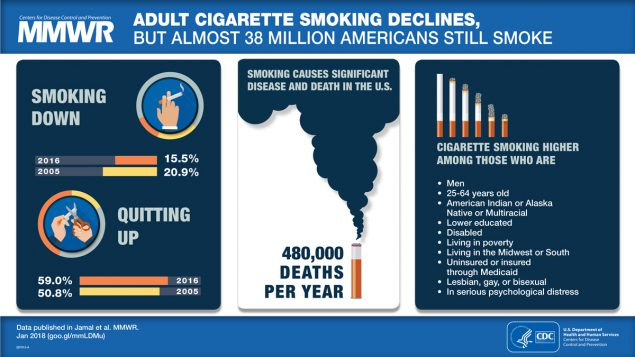 Centers for Disease Control and Prevention
MMWR
ADULT CIGARETTE SMOKING DECLINES,
BUT ALMOST 38 MILLION AMERICANS STILL SMOKE
SMOKING
DOWN
2016 15.5%
2005 20.9%
QUITTING
UP
59.0% 2016
50.8% 2005
SMOKING CAUSES SIGNIFICANT
DISEASE AND DEATH IN THE U.S.
480,000
DEATHS
PER YEAR
CIGARETTE SMOKING HIGHER
AMONG THOSE WHO ARE
• Men
• 25-64 years old
• American Indian or Alaska
Native or Multiracial
• Lower educated
• Disabled
• Living in poverty
• Living in the Midwest or South
• Uninsured or insured
through Medicaid
• Lesbian, gay, or bisexual
• In serious psychological distress
Data published in Jamal et al. MMWR.
Jan 2018 (goo.gl/mmLDMu)
CDC
U.S. Department of
Health and Human Services
Centers for Disease
Control and Prevention